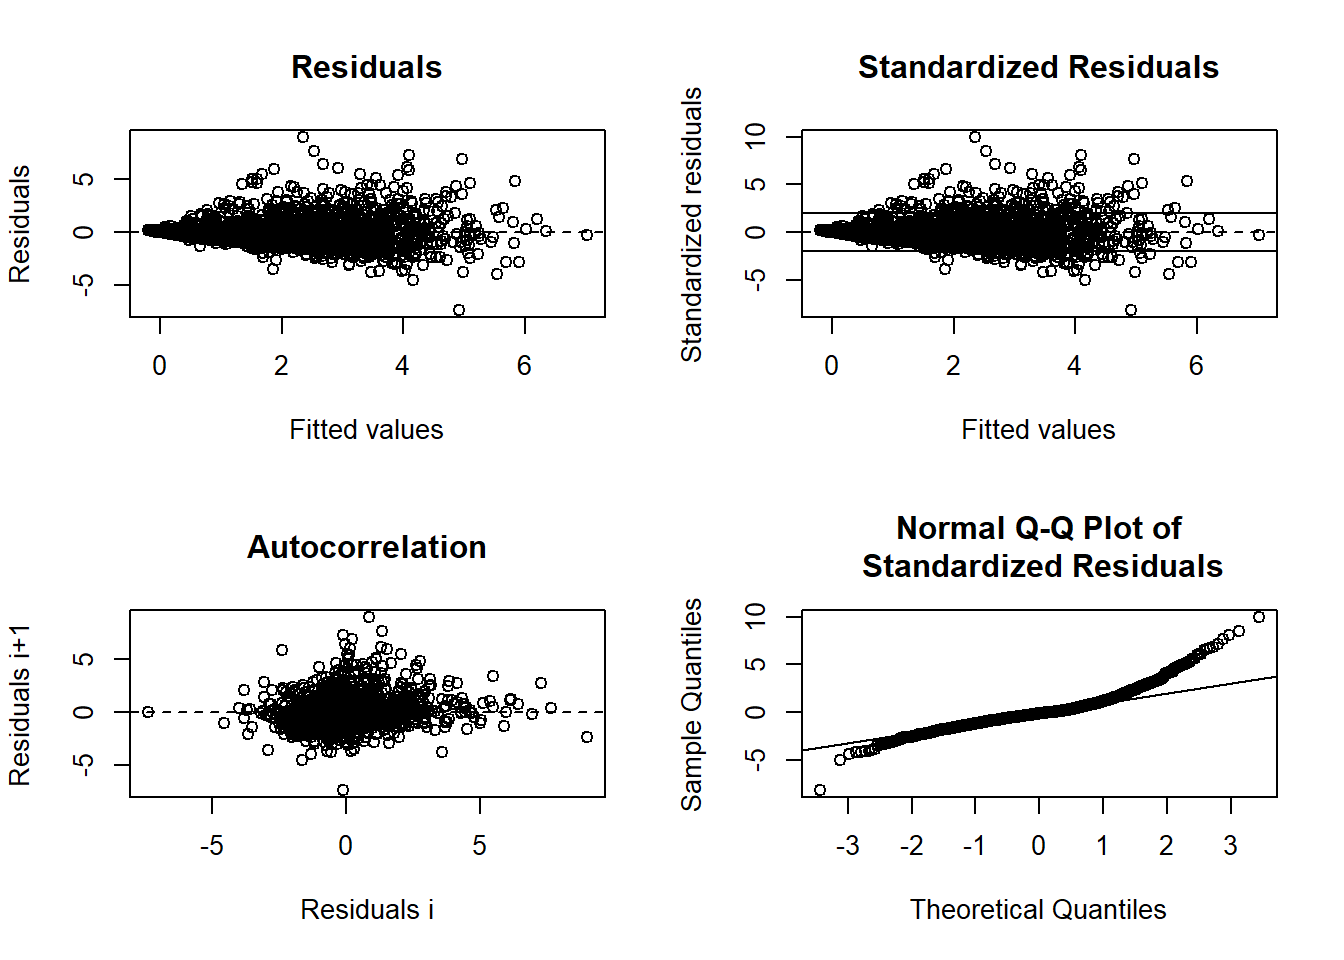 Residuals
Residuals
5
0
-5
0 2 4 6
Fitted values
Standardized Residuals
Standardized residuals
10
5
0
-5
0 2 4 6
Fitted values
Autocorrelation
Residuals i+1
5
0
-5
-5 0 5
Residuals i
Normal Q-Q Plot of
Standardized Residuals
Sample Quantiles
10
5
0
-5
-3 -2 -1 0 1 2 3
Theoretical Quantiles